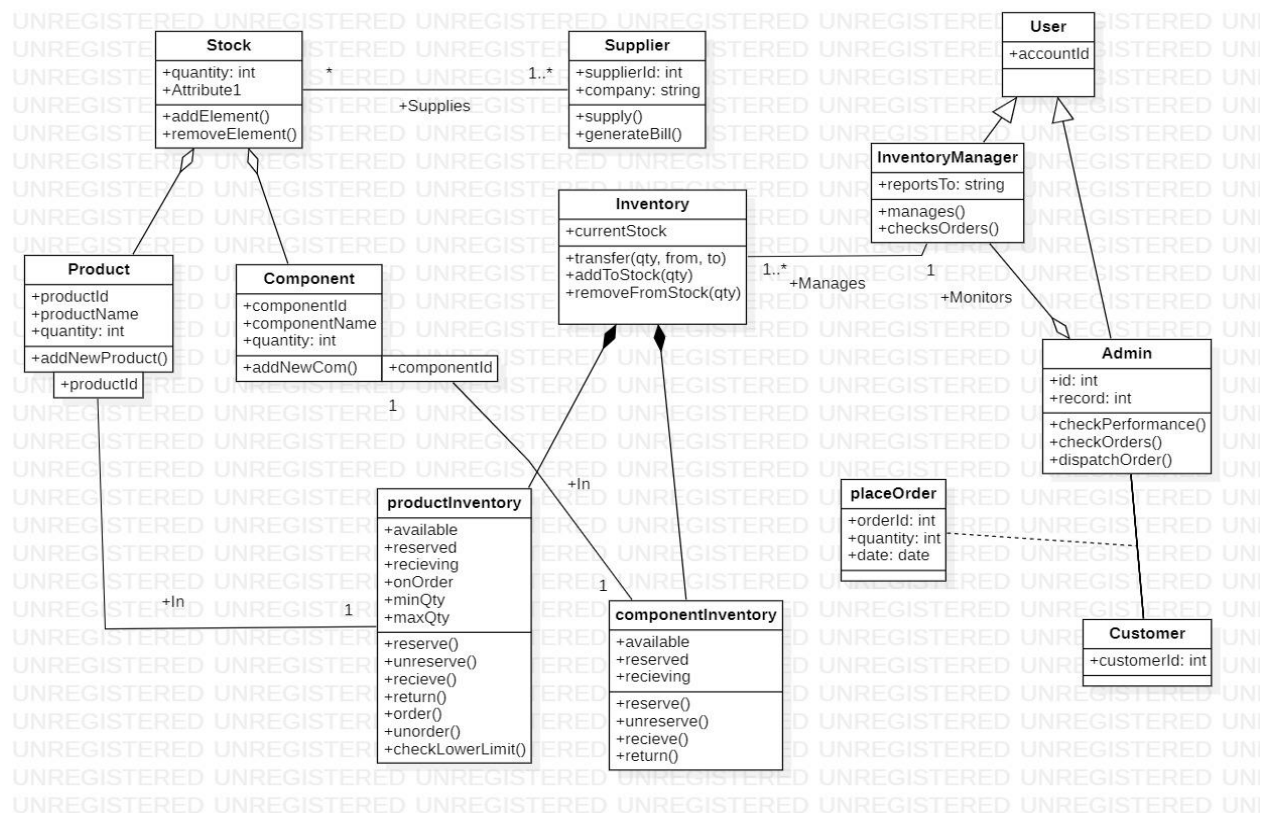 Stock
+quantity: int
+Attribute1
+addElement()
+removeElement()
*
1..*
+Supplies
Supplier
+supplierId: int
+company: string
+supply()
+generateBill()
User
+accountId
InventoryManager
+reportsTo: string
+manages()
+checksOrders()
Inventory
+currentStock
+transfer(qty, from, to)
+addToStock(qty)
+removeFromStock(qty)
1..*
+Manages
1
+Monitors
Product
+productId
+productName
+quantity: int
+addNewProduct()
+productId
Component
+componentId
+componentName
+quantity: int
+addNewCom()
+componentId
1
Admin
+id: int
+record: int
+checkPerformance()
+checkOrders()
+dispatchOrder()
+In
placeOrder
+orderId: int
+quantity: int
+date: date
productInventory
+available
+reserved
+recieving
+onOrder
+minQty
+maxQty
+reserve()
+unreserve()
+recieve()
+return()
+order()
+unorder()
+checkLowerLimit()
+In
1
1
componentInventory
+available
+reserved
+recieving
+reserve()
+unreserve()
+recieve()
+return()
Customer
+customerId: int
UNREGISTERED